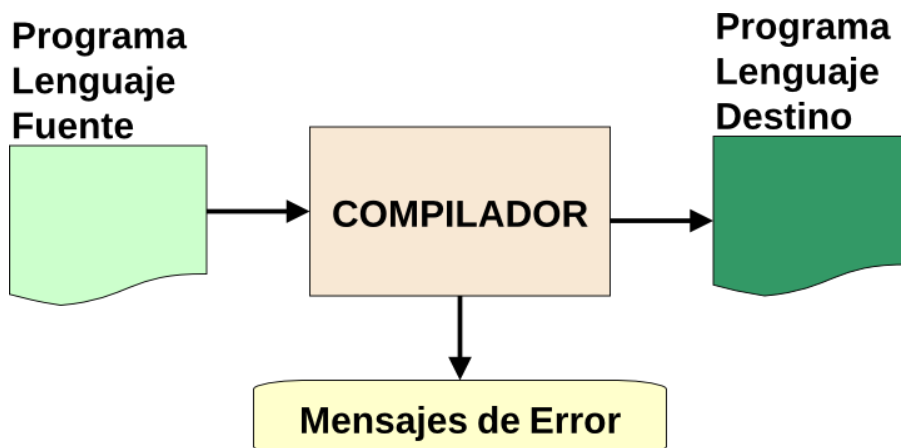 Programa
Lenguaje
Fuente
COMPILADOR
Programa
Lenguaje
Destino
Mensajes de Error